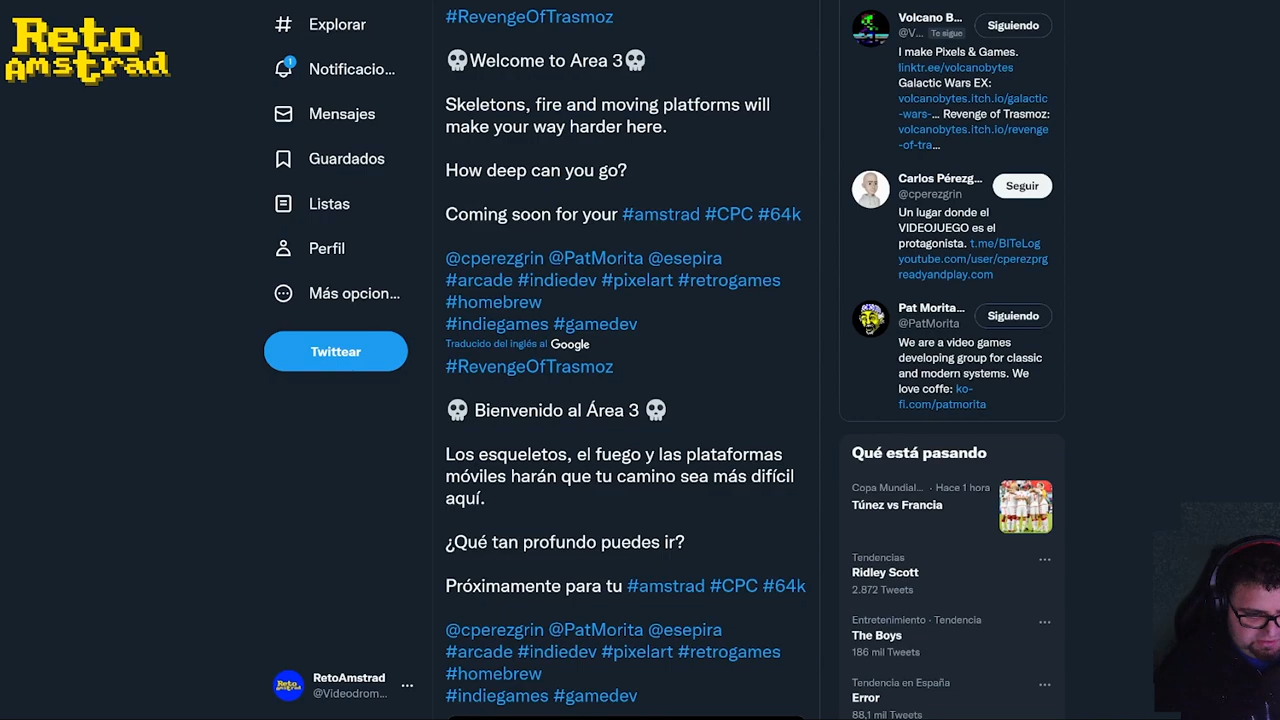 Reto
Amstrad
Explorar
Notificacio...
Mensajes
Guardados
Listas
Perfil
Más opcion...
Twittear
RetoAmstrad
@Videodrom...
#RevengeOfTrasmoz
💀Welcome to Area 3💀
Skeletons, fire and moving platforms will
make your way harder here.
How deep can you go?
Coming soon for your #amstrad #CPC #64k
@cperezgrin @PatMorita @esepira
#arcade #indiedev #pixelart #retrogames
#homebrew
#indiegames #gamedev
Traducido del inglés al Google
#RevengeOfTrasmoz
💀 Bienvenido al Área 3 💀
Los esqueletos, el fuego y las plataformas
móviles harán que tu camino sea más difícil
aquí.
¿Qué tan profundo puedes ir?
Próximamente para tu #amstrad #CPC #64k
@cperezgrin @PatMorita @esepira
#arcade #indiedev #pixelart #retrogames
#homebrew
#indiegames #gamedev
Volcano B...
@V... Te sigue
Siguiendo
I make Pixels & Games.
linktr.ee/volcanobytes
Galactic Wars EX:
volcanobytes.itch.io/galactic
-wars-... Revenge of Trasmoz:
volcanobytes.itch.io/revenge
-of-tra...
Carlos Pérezg...
@cperezgrin
Seguir
Un lugar donde el
VIDEOJUEGO es el
protagonista. t.me/BITeLog
youtube.com/user/cperezprg
readyandplay.com
Pat Morita...
@PatMorita
Siguiendo
We are a video games
developing group for classic
and modern systems. We
love coffe: ko-
fi.com/patmorita
Qué está pasando
Copa Mundial... · Hace 1 hora
Túnez vs Francia
Tendencias
Ridley Scott
2.872 Tweets
Entretenimiento · Tendencia
The Boys
186 mil Tweets
Tendencia en España
Error
88,1 mil Tweets